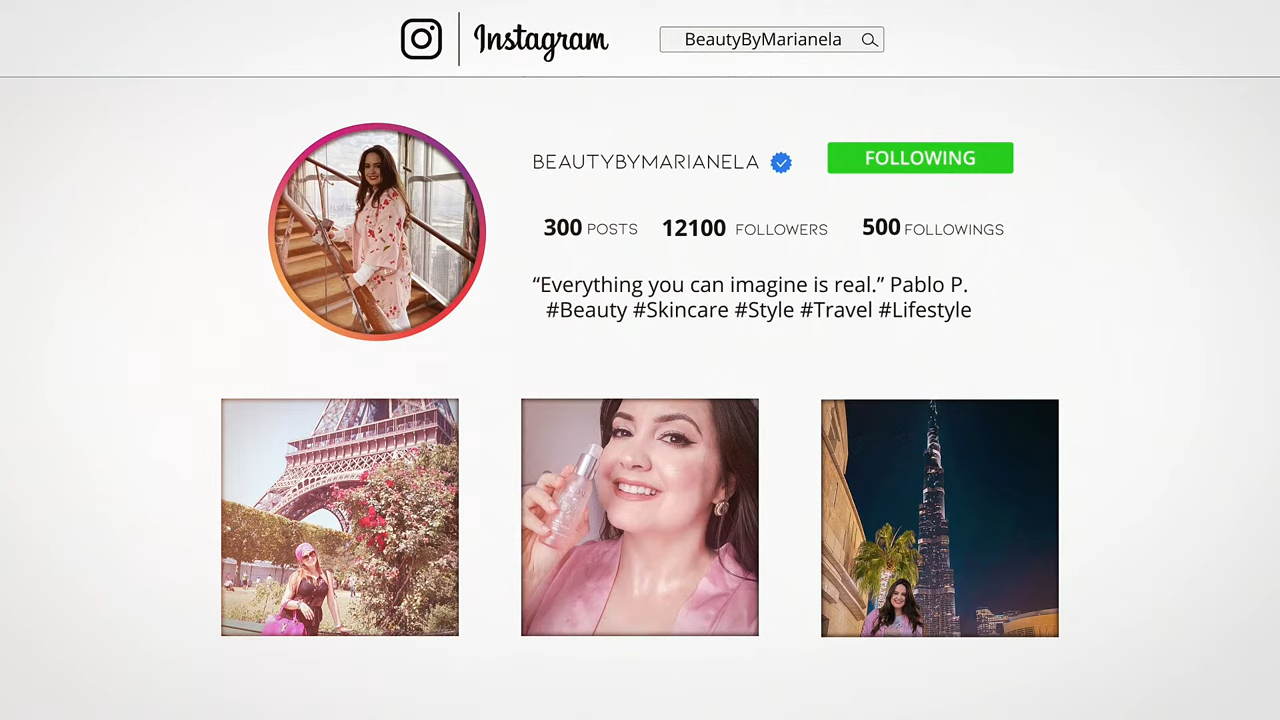 Instagram
BeautyByMarianela
BEAUTYBYMARIANELA
FOLLOWING
300 POSTS 12100 FOLLOWERS 500 FOLLOWINGS
“Everything you can imagine is real.” Pablo P.
#Beauty #Skincare #Style #Travel #Lifestyle